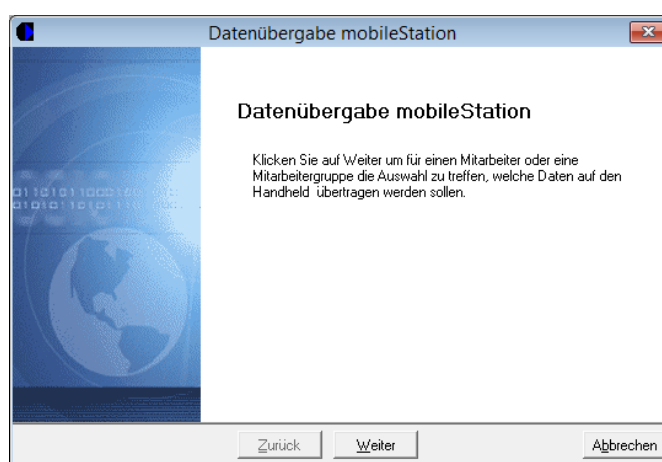 Datenübergabe mobileStation
Datenübergabe mobileStation
Klicken Sie auf Weiter um für einen Mitarbeiter oder eine
Mitarbeitergruppe die Auswahl zu treffen, welche Daten auf den
Handheld übertragen werden sollen.
Zurück Weiter Abbrechen